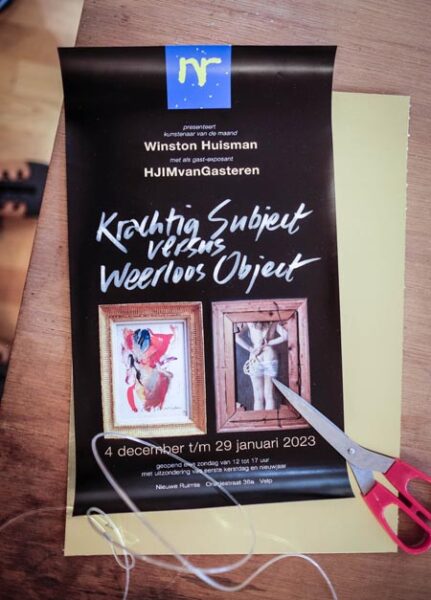 nr
presenteert
kunstenaar van de maand
Winston Huisman
met als gast-exposant
HJIMvanGasteren
Krachtig Subject
versus
Weerloos Object
4 december t/m 29 januari 2023
geopend elke zondag van 12 tot 17 uur
met uitzondering van eerste kerstdag en nieuwjaar
Nieuwe Ruimte Oranjestraat 36a Velp